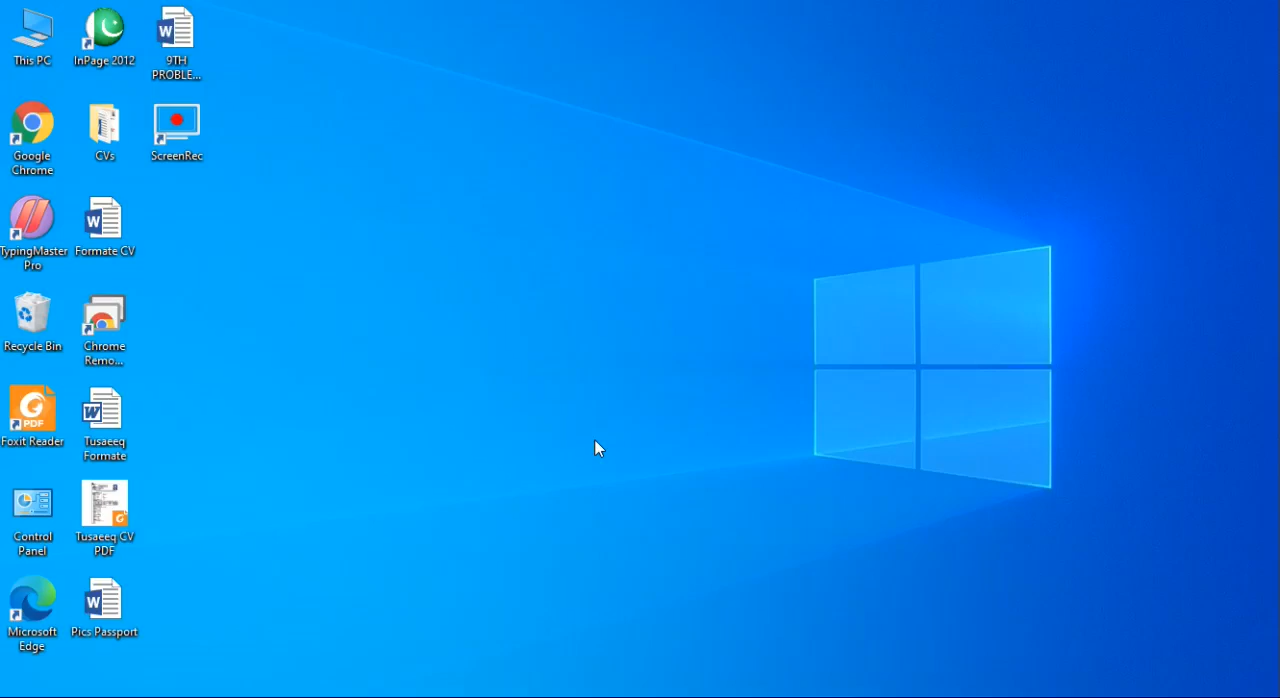 This PC
InPage 2012
9TH
PROBLE...
Google
Chrome
CVs
ScreenRec
TypingMaster
Pro
Formate CV
Recycle Bin
Chrome
Remo...
PDF
Foxit Reader
Tusaeeq
Formate
Control
Panel
Tusaeeq CV
PDF
Microsoft
Edge
Pics Passport